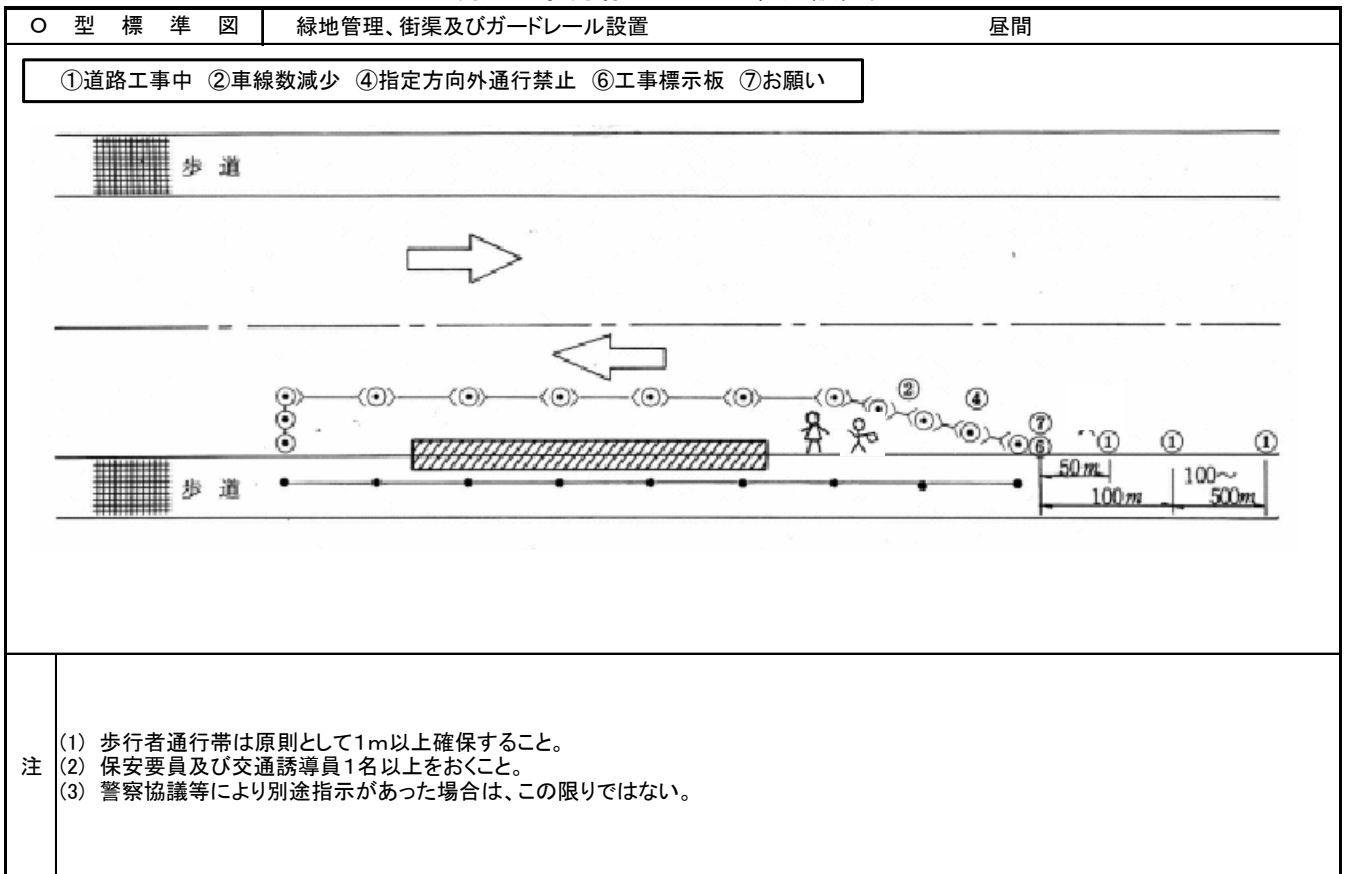 O 型 標 準 図 緑地管理、街渠及びガードレール設置 昼間
①道路工事中 ②車線数減少 ④指定方向外通行禁止 ⑥工事標示板 ⑦お願い
歩 道
② ④ ⑦
⑥ ① ① ①
歩 道
50m 100~
100m 500m
注
(1) 歩行者通行帯は原則として1m以上確保すること。
(2) 保安要員及び交通誘導員1名以上をおくこと。
(3) 警察協議等により別途指示があった場合は、この限りではない。